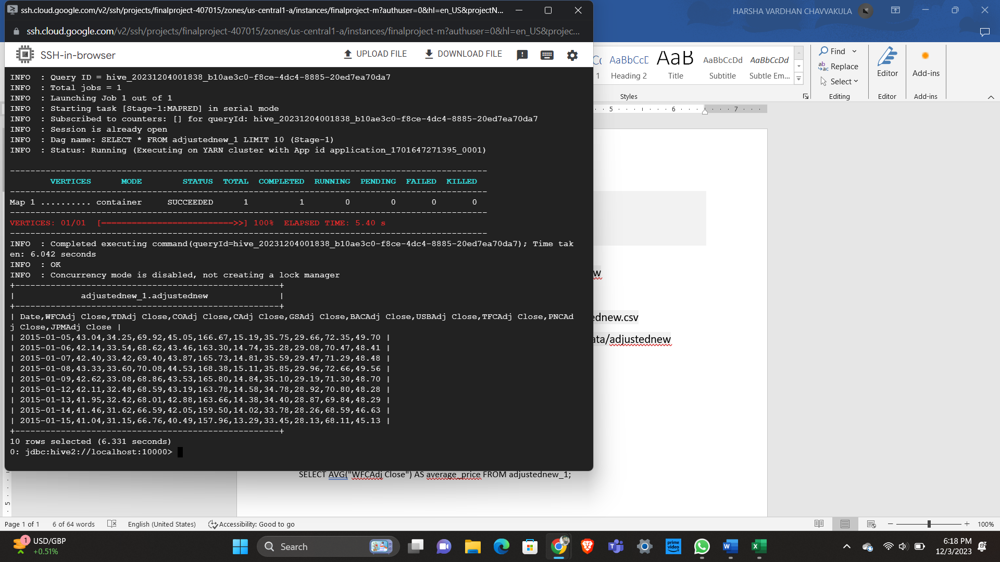 ssh.cloud.google.com/v2/ssh/projects/finalproject-407015/zones/us-central1-a/instances/finalproject-m?authuser=0&hl=en_US&projectN...
HARSHA VARDHAN CHAVVAKULA
ssh.cloud.google.com/v2/ssh/projects/finalproject-407015/zones/us-central1-a/instances/finalproject-m?authuser=0&hl=en_US&projec...
SSH-in-browser
UPLOAD FILE
DOWNLOAD FILE
AaBbCcD AaB AaBbCcDd AaBbCcDd
1 Heading 2 Title Subtitle Subtle Em...
Styles
Find
Replace
Select
Editing
Editor
Editor
Add-ins
Add-ins
5 6 7
INFO : Query ID = hive_20231204001838_b10ae3c0-f8ce-4dc4-8885-20ed7ea70da7
INFO : Total jobs = 1
INFO : Launching Job 1 out of 1
INFO : Starting task [Stage-1:MAPRED] in serial mode
INFO : Subscribed to counters: [] for queryId: hive_20231204001838_b10ae3c0-f8ce-4dc4-8885-20ed7ea70da7
INFO : Session is already open
INFO : Dag name: SELECT * FROM adjustednew_1 LIMIT 10 (Stage-1)
INFO : Status: Running (Executing on YARN cluster with App id application_1701647271395_0001)
----------------------------------------------------------------------------------------------
VERTICES MODE STATUS TOTAL COMPLETED RUNNING PENDING FAILED KILLED
----------------------------------------------------------------------------------------------
Map 1 .......... container SUCCEEDED 1 1 0 0 0 0
----------------------------------------------------------------------------------------------
VERTICES: 01/01 [==========================>>] 100% ELAPSED TIME: 5.40 s
----------------------------------------------------------------------------------------------
INFO : Completed executing command(queryId=hive_20231204001838_b10ae3c0-f8ce-4dc4-8885-20ed7ea70da7); Time tak
en: 6.042 seconds
INFO : OK
INFO : Concurrency mode is disabled, not creating a lock manager
+----------------------------------------------------+
| adjustednew_1.adjustednew |
+----------------------------------------------------+
| Date,WFCAdj Close,TDAdj Close,COAdj Close,CAdj Close,GSAdj Close,BACAdj Close,USBAdj Close,TFCAdj Close,PNCAd
j Close,JPMAdj Close |
| 2015-01-05,43.04,34.25,69.92,45.05,166.67,15.19,35.75,29.66,72.35,49.70 |
| 2015-01-06,42.14,33.54,68.62,43.46,163.30,14.74,35.28,29.08,70.47,48.41 |
| 2015-01-07,42.40,33.42,69.40,43.87,165.73,14.81,35.59,29.47,71.29,48.48 |
| 2015-01-08,43.33,33.60,70.08,44.53,168.38,15.11,35.85,29.96,72.66,49.56 |
| 2015-01-09,42.62,33.08,68.86,43.53,165.80,14.84,35.10,29.19,71.30,48.70 |
| 2015-01-12,42.11,32.48,68.59,43.19,163.78,14.58,34.78,28.92,70.80,48.28 |
| 2015-01-13,41.95,32.42,68.01,42.88,163.66,14.38,34.40,28.87,69.84,48.29 |
| 2015-01-14,41.46,31.62,66.59,42.05,159.50,14.02,33.78,28.26,68.59,46.63 |
| 2015-01-15,41.04,31.15,66.76,40.49,157.96,13.29,33.45,28.13,68.11,45.13 |
+----------------------------------------------------+
10 rows selected (6.331 seconds)
0: jdbc:hive2://localhost:10000>
w
ednew.csv
ata/adjustednew
SELECT AVG("WFCAdj Close") AS average_price FROM adjustednew_1;
5
Page 1 of 1 6 of 64 words English (United States) Accessibility: Good to go 100%
1 USD/GBP
+0.51%
Search
prime video
6:18 PM
12/3/2023